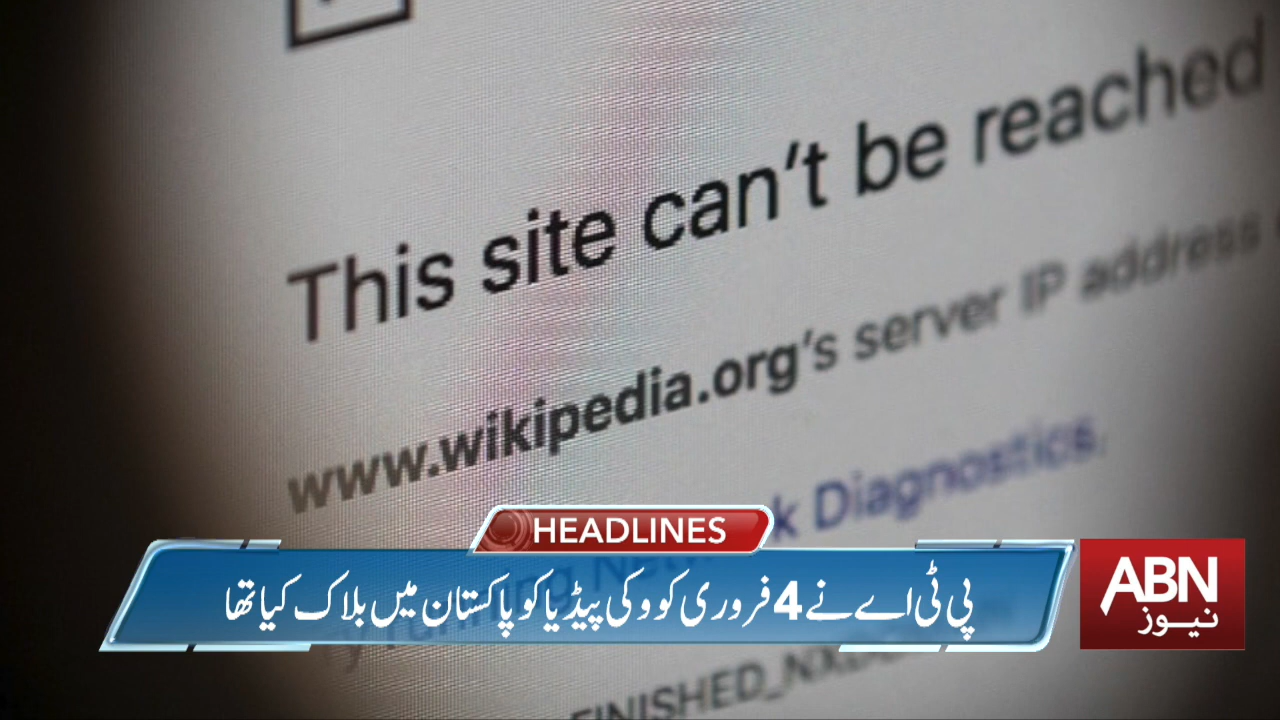 This site can't be reached
www.wikipedia.org's server IP address
k Diagnostics.
HEADLINES
پی ٹی اے نے 4 فروری کو وکی پیڈیا کو پاکستان میں بلاک کیا تھا
ABN
نیوز
FINISHED_NX